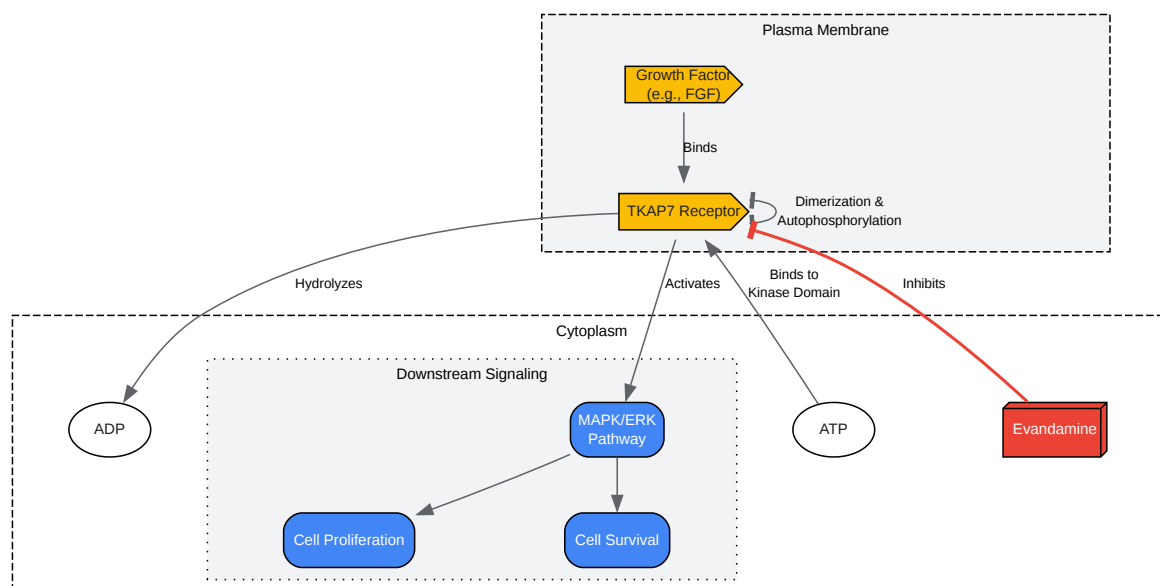 Plasma Membrane
Growth Factor
(e.g., FGF)
Binds
TKAP7 Receptor
Dimerization &
Autophosphorylation
Hydrolyzes
Activates
Binds to
Kinase Domain
Inhibits
Cytoplasm
Downstream Signaling
ADP
MAPK/ERK
Pathway
ATP
Evandamine
Cell Proliferation
Cell Survival